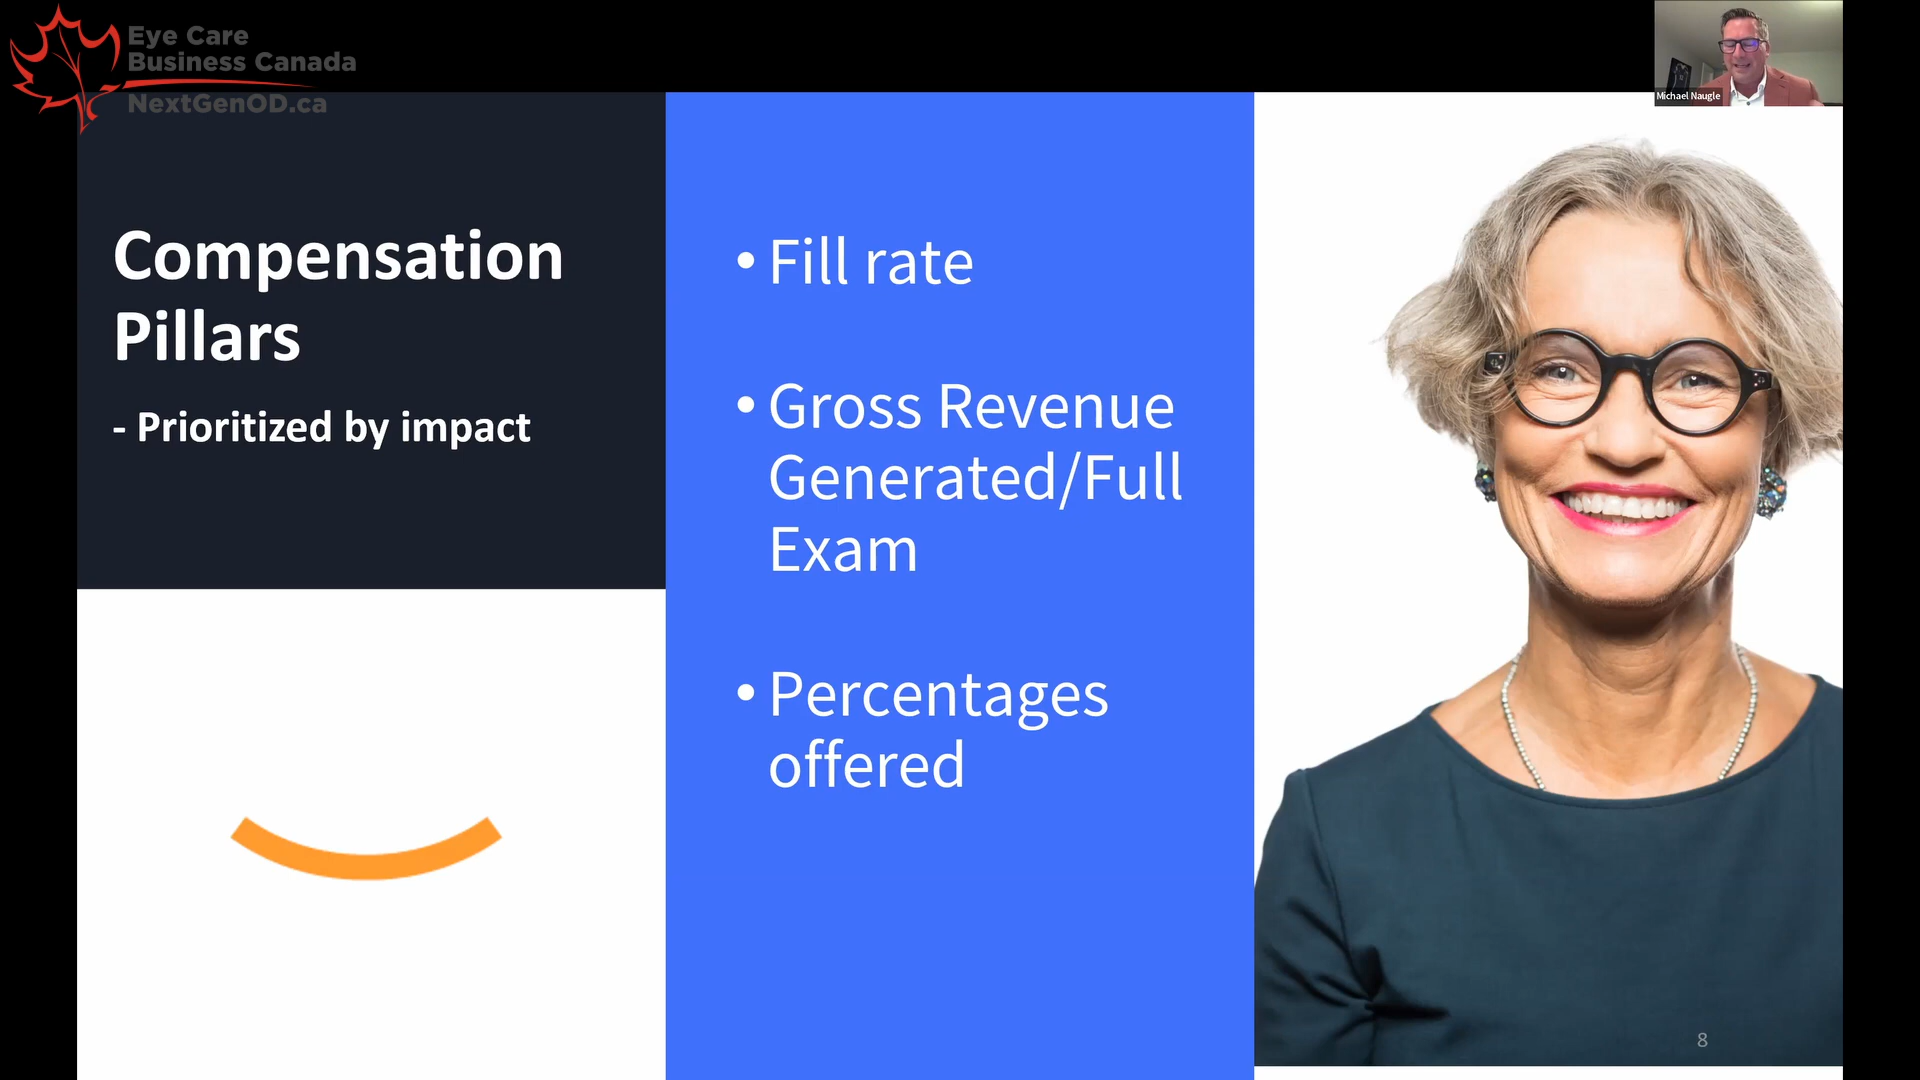 Eye Care
Business Canada
NextGenOD.ca
Michael Naugle
Compensation
Pillars
- Prioritized by impact
• Fill rate
• Gross Revenue
Generated/Full
Exam
• Percentages
offered
8